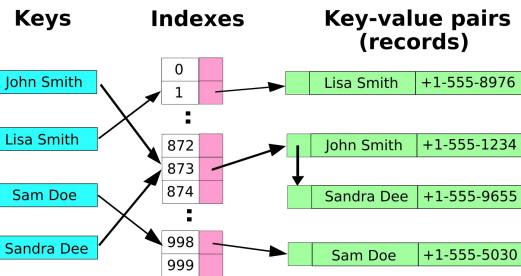 Keys
Indexes
Key-value pairs
(records)
John Smith
Lisa Smith
Sam Doe
Sandra Dee
0
1
:
872
873
874
:
998
999
Lisa Smith +1-555-8976
John Smith +1-555-1234
Sandra Dee +1-555-9655
Sam Doe +1-555-5030